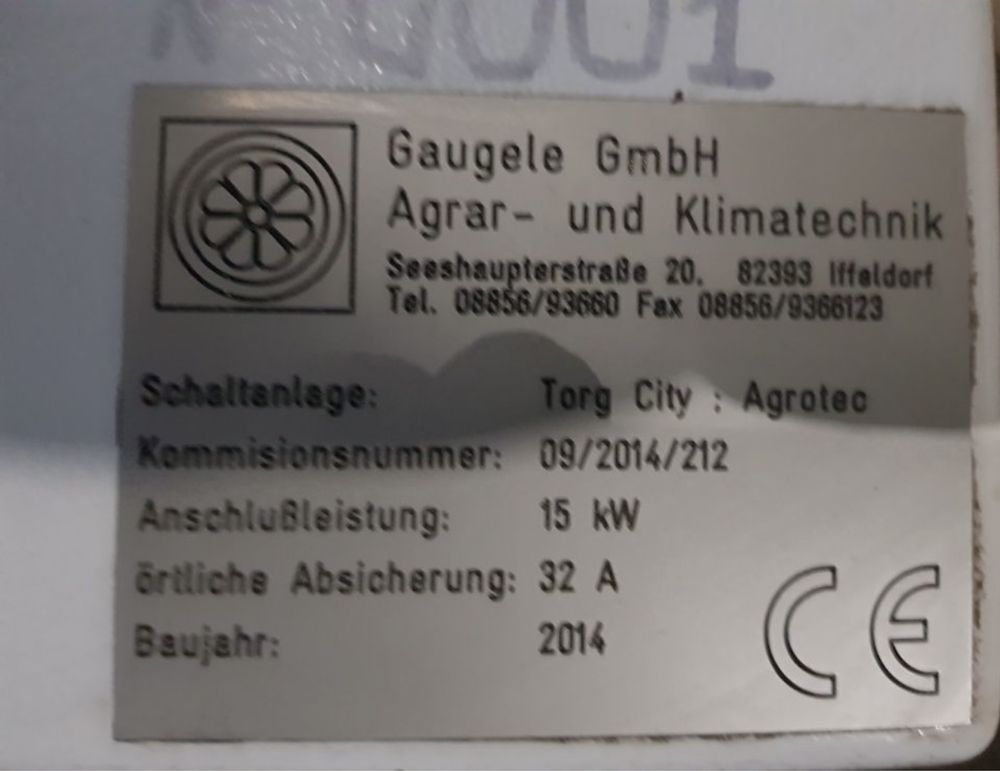 0001
Gaugele GmbH
Agrar- und Klimatechnik
Seeshaupterstraße 20, 82393 Iffeldorf
Tel. 08856/93660 Fax 08856/9366123
Schaltanlage: Torg City : Agrotec
Kommisionsnummer: 09/2014/212
Anschlußleistung: 15 kW
örtliche Absicherung: 32 A
Baujahr: 2014
CE